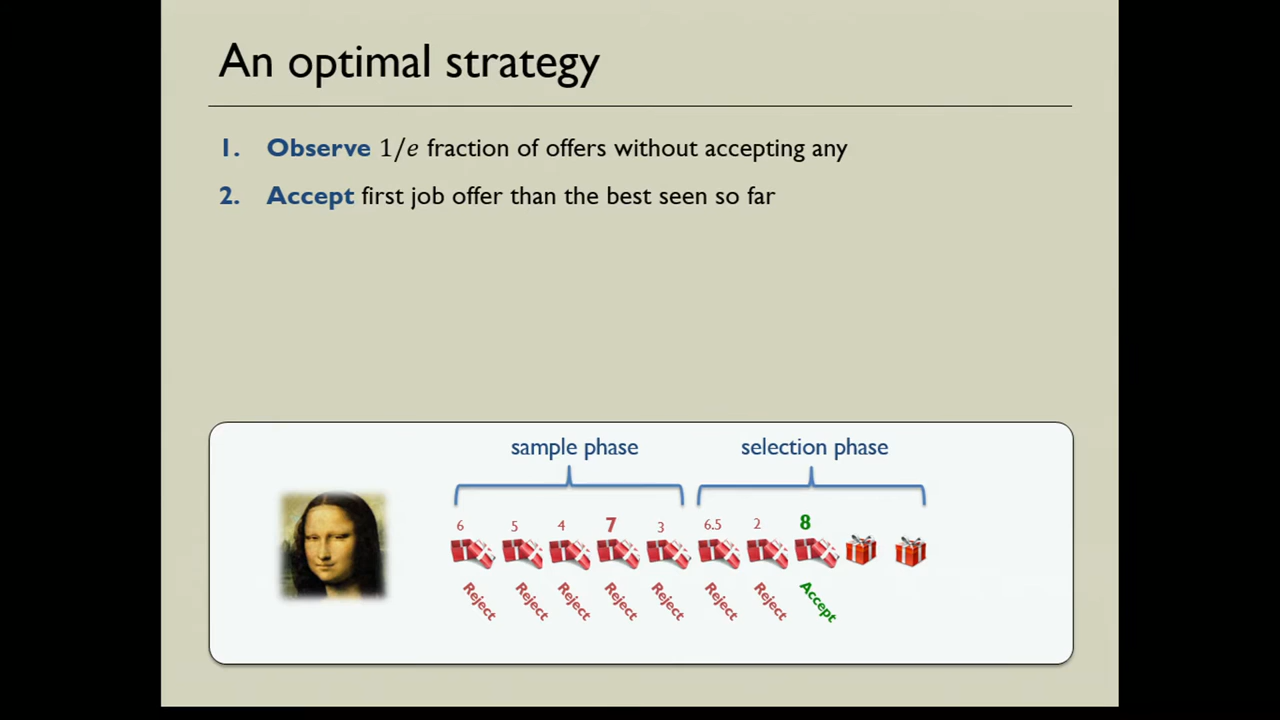 An optimal strategy
1. Observe 1/e fraction of offers without accepting any
2. Accept first job offer than the best seen so far
sample phase selection phase
6 5 4 7 3 6.5 2 8
Reject Reject Reject Reject Reject Reject Reject Accept